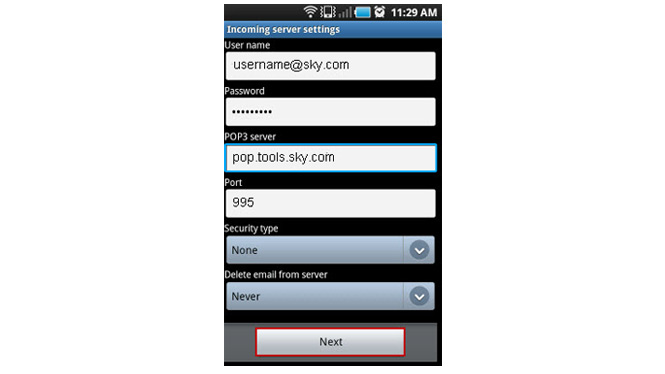 11:29 AM
Incoming server settings
User name
username@sky.com
Password
•••••••••
POP3 server
pop.tools.sky.com
Port
995
Security type
None
Delete email from server
Never
Next